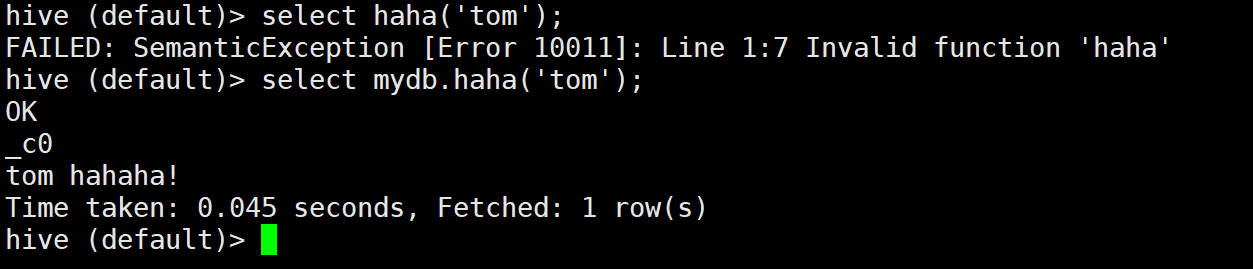 hive (default)> select haha('tom');
FAILED: SemanticException [Error 10011]: Line 1:7 Invalid function 'haha'
hive (default)> select mydb.haha('tom');
OK
_c0
tom hahaha!
Time taken: 0.045 seconds, Fetched: 1 row(s)
hive (default)>